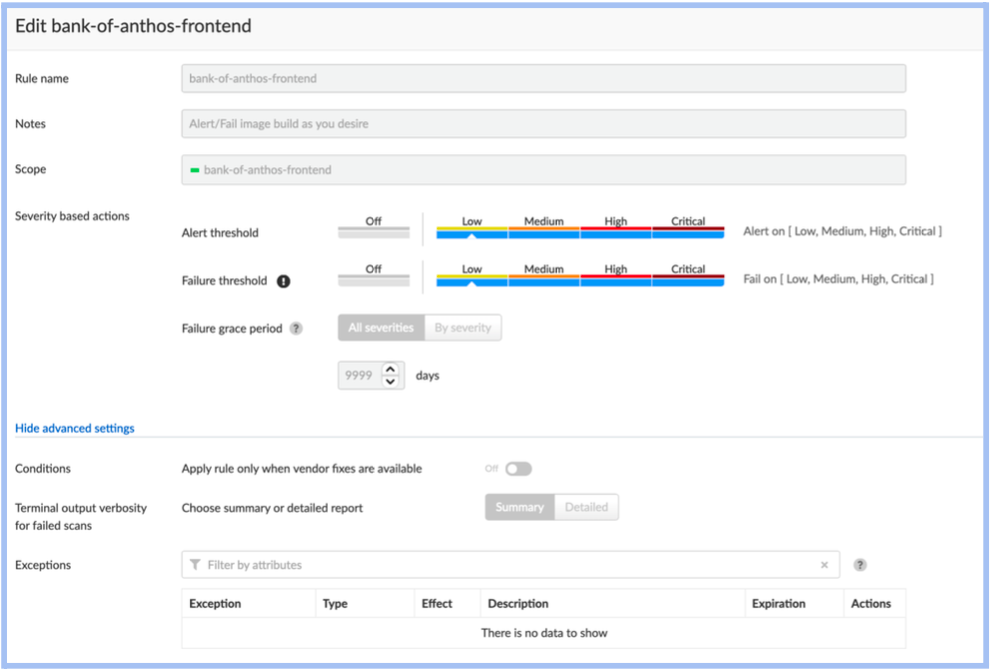 Edit bank-of-anthos-frontend
Rule name
bank-of-anthos-frontend
Notes
Alert/Fail image build as you desire
Scope
bank-of-anthos-frontend
Severity based actions
Alert threshold
Off Low Medium High Critical
Alert on [ Low, Medium, High, Critical ]
Failure threshold !
Off Low Medium High Critical
Fail on [ Low, Medium, High, Critical ]
Failure grace period ?
All severities By severity
9999 days
Hide advanced settings
Conditions
Apply rule only when vendor fixes are available
Off
Terminal output verbosity
for failed scans
Choose summary or detailed report
Summary Detailed
Exceptions
Filter by attributes × ?
Exception Type Effect Description Expiration Actions
There is no data to show